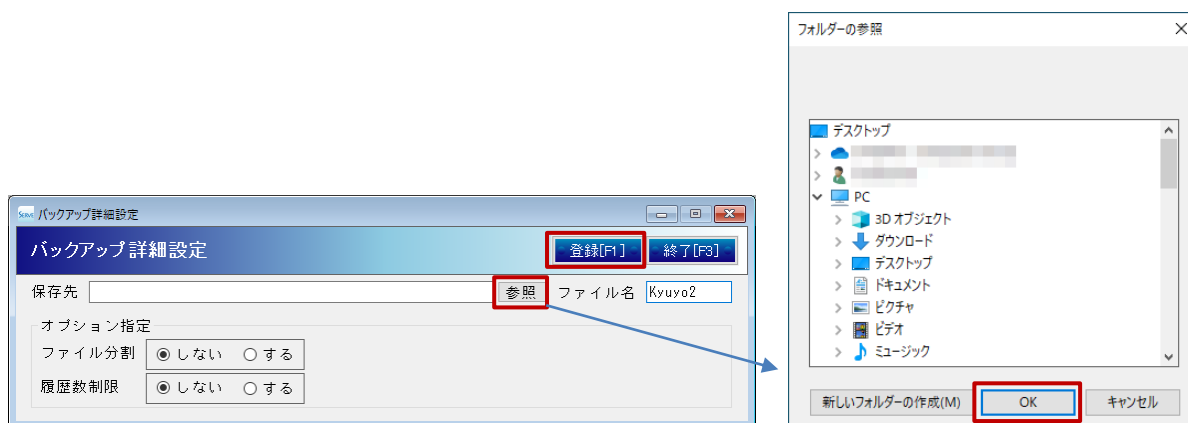 バックアップ詳細設定
バックアップ詳細設定
登録[F1]
終了[F3]
保存先
参照
ファイル名
Kyuyo2
オプション指定
ファイル分割
しない
する
履歴数制限
しない
する
フォルダーの参照
デスクトップ
PC
3D オブジェクト
ダウンロード
デスクトップ
ドキュメント
ピクチャ
ビデオ
ミュージック
新しいフォルダーの作成(M)
OK
キャンセル